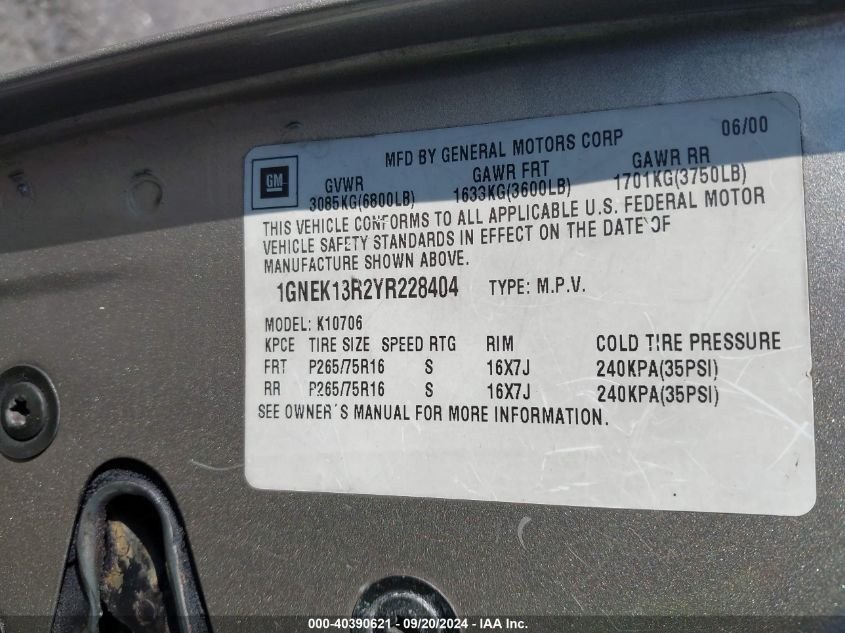 06/00
MFD BY GENERAL MOTORS CORP
GM
GVWR GAWR FRT GAWR RR
3085KG(6800LB) 1633KG(3600LB) 1701KG(3750LB)
THIS VEHICLE CONFORMS TO ALL APPLICABLE U.S. FEDERAL MOTOR
VEHICLE SAFETY STANDARDS IN EFFECT ON THE DATE OF
MANUFACTURE SHOWN ABOVE.
1GNEK13R2YR228404 TYPE: M.P.V.
MODEL: K10706
KPCE TIRE SIZE SPEED RTG RIM COLD TIRE PRESSURE
FRT P265/75R16 S 16X7J 240KPA(35PSI)
RR P265/75R16 S 16X7J 240KPA(35PSI)
SEE OWNER'S MANUAL FOR MORE INFORMATION.
000-40390621 - 09/20/2024 - IAA Inc.